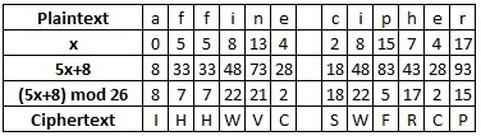 Plaintext a f f i n e c i p h e r
x 0 5 5 8 13 4 2 8 15 7 4 17
5x+8 8 33 33 48 73 28 18 48 83 43 28 93
(5x+8) mod 26 8 7 7 22 21 2 18 22 5 17 2 15
Ciphertext I H H W V C S W F R C P